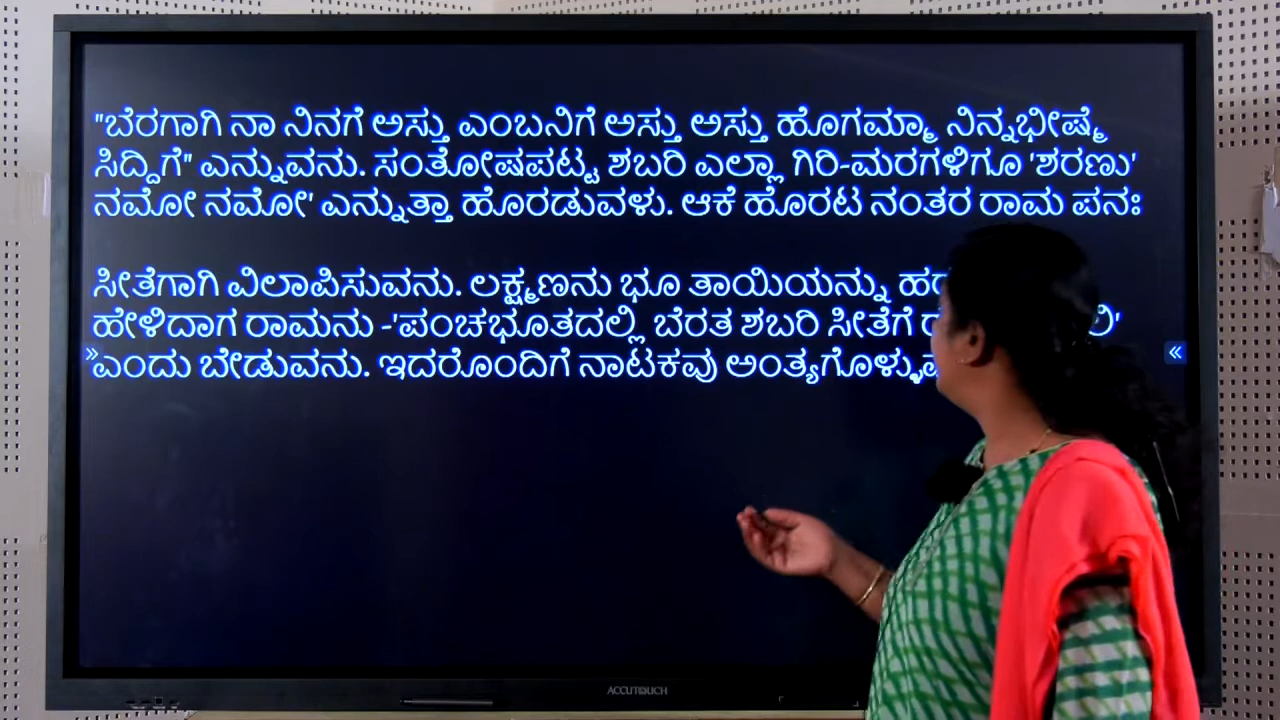 "ಬೆರಗಾಗಿ ನಾ ನಿನಗೆ ಅಸ್ತು ಎಂಬನಿಗೆ ಅಸ್ತು ಅಸ್ತು ಹೊಗಮ್ಮಾ ನಿನ್ನಭೀಷ್ಮೆ
ಸಿದ್ದಿಗೆ" ಎನ್ನುವನು. ಸಂತೋಷಪಟ್ಟ ಶಬರಿ ಎಲ್ಲಾ ಗಿರಿ-ಮರಗಳಿಗೂ 'ಶರಣು'
ನಮೋ ನಮೋ' ಎನ್ನುತ್ತಾ ಹೊರಡುವಳು. ಆಕೆ ಹೊರಟ ನಂತರ ರಾಮ ಪನಃ
ಸೀತೆಗಾಗಿ ವಿಲಾಪಿಸುವನು. ಲಕ್ಷ್ಮಣನು ಭೂ ತಾಯಿಯನ್ನು
ಹೇಳಿದಾಗ ರಾಮನು -'ಪಂಚಭೂತದಲ್ಲಿ ಬೆರತ ಶಬರಿ ಸೀತೆಗೆ
ಎಂದು ಬೇಡುವನು. 'ಇದರೊಂದಿಗೆ ನಾಟಕವು
ACCUTOUCH